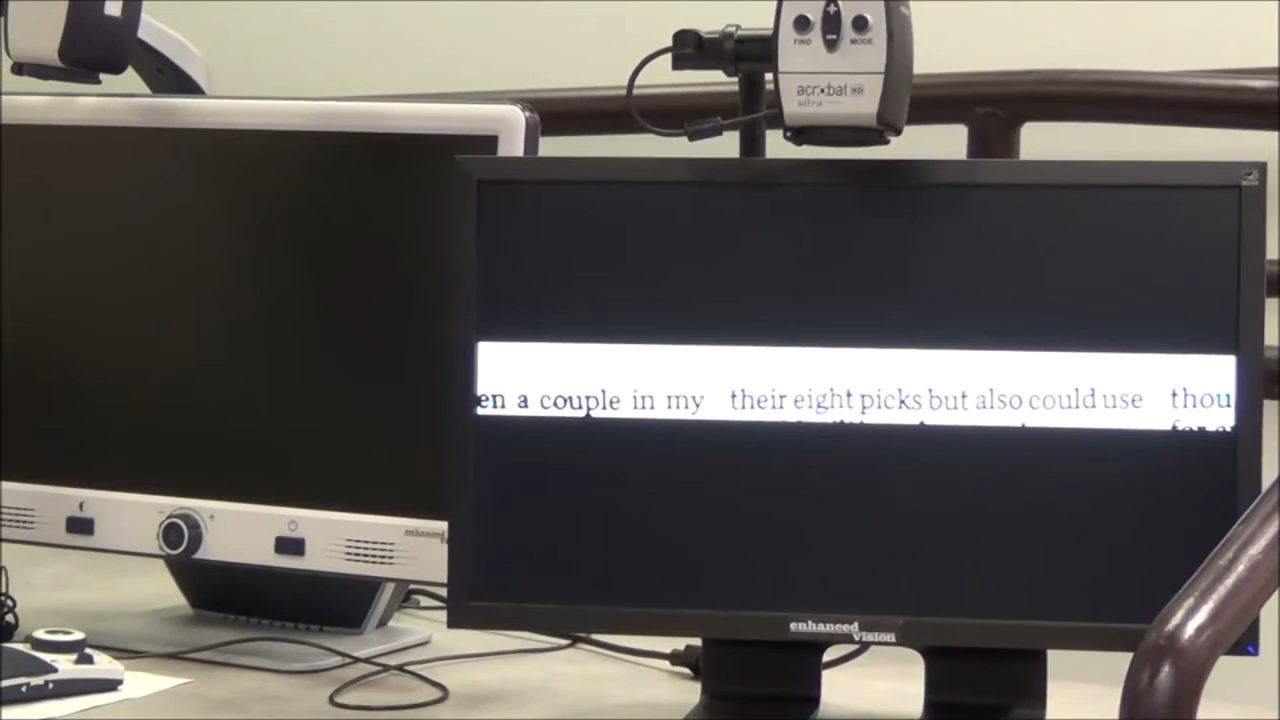 FIND
MODE
acrobat HD
ultra
en a couple in my their eight picks but also could use thou
enhanced
enhanced
vision